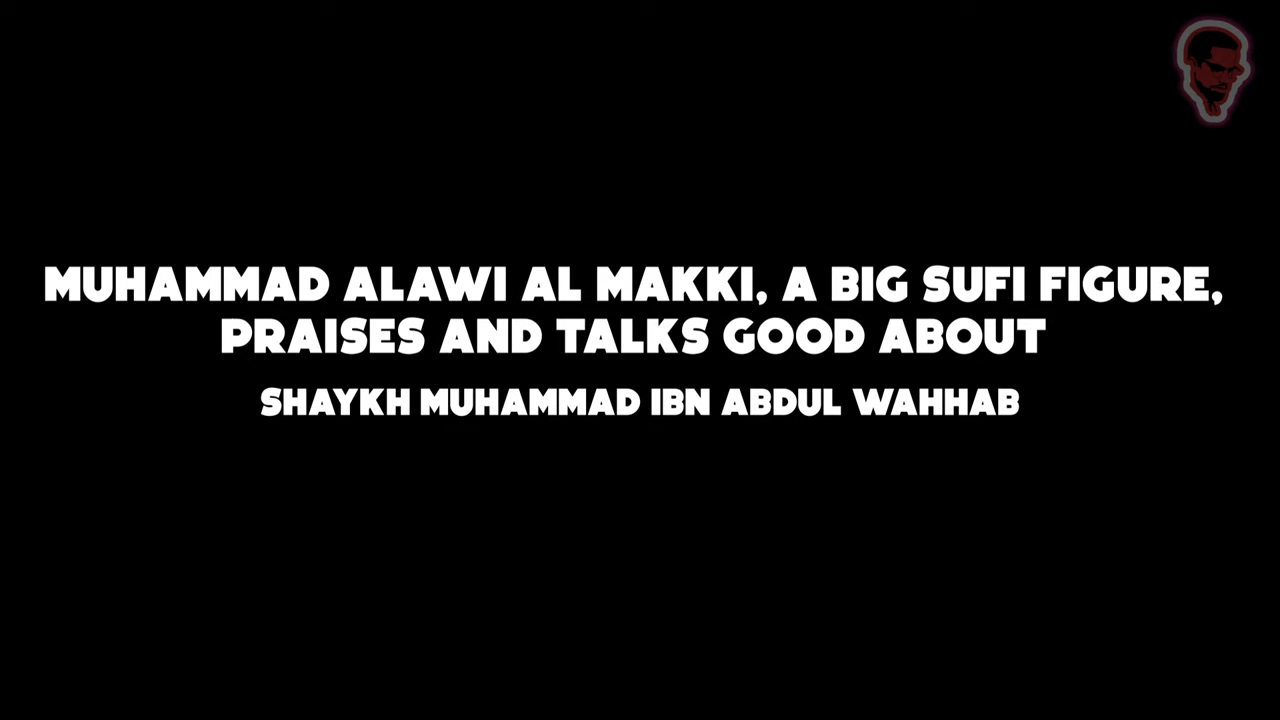 MUHAMMAD ALAWI AL MAKKI, A BIG SUFI FIGURE,
PRAISES AND TALKS GOOD ABOUT
SHAYKH MUHAMMAD IBN ABDUL WAHHAB